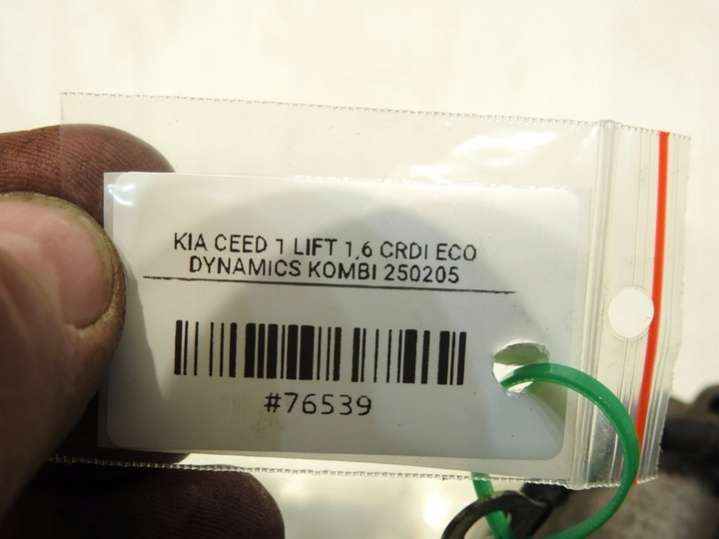 KIA CEED 1 LIFT 1,6 CRDI ECO
DYNAMICS KOMBI 250205
#76539